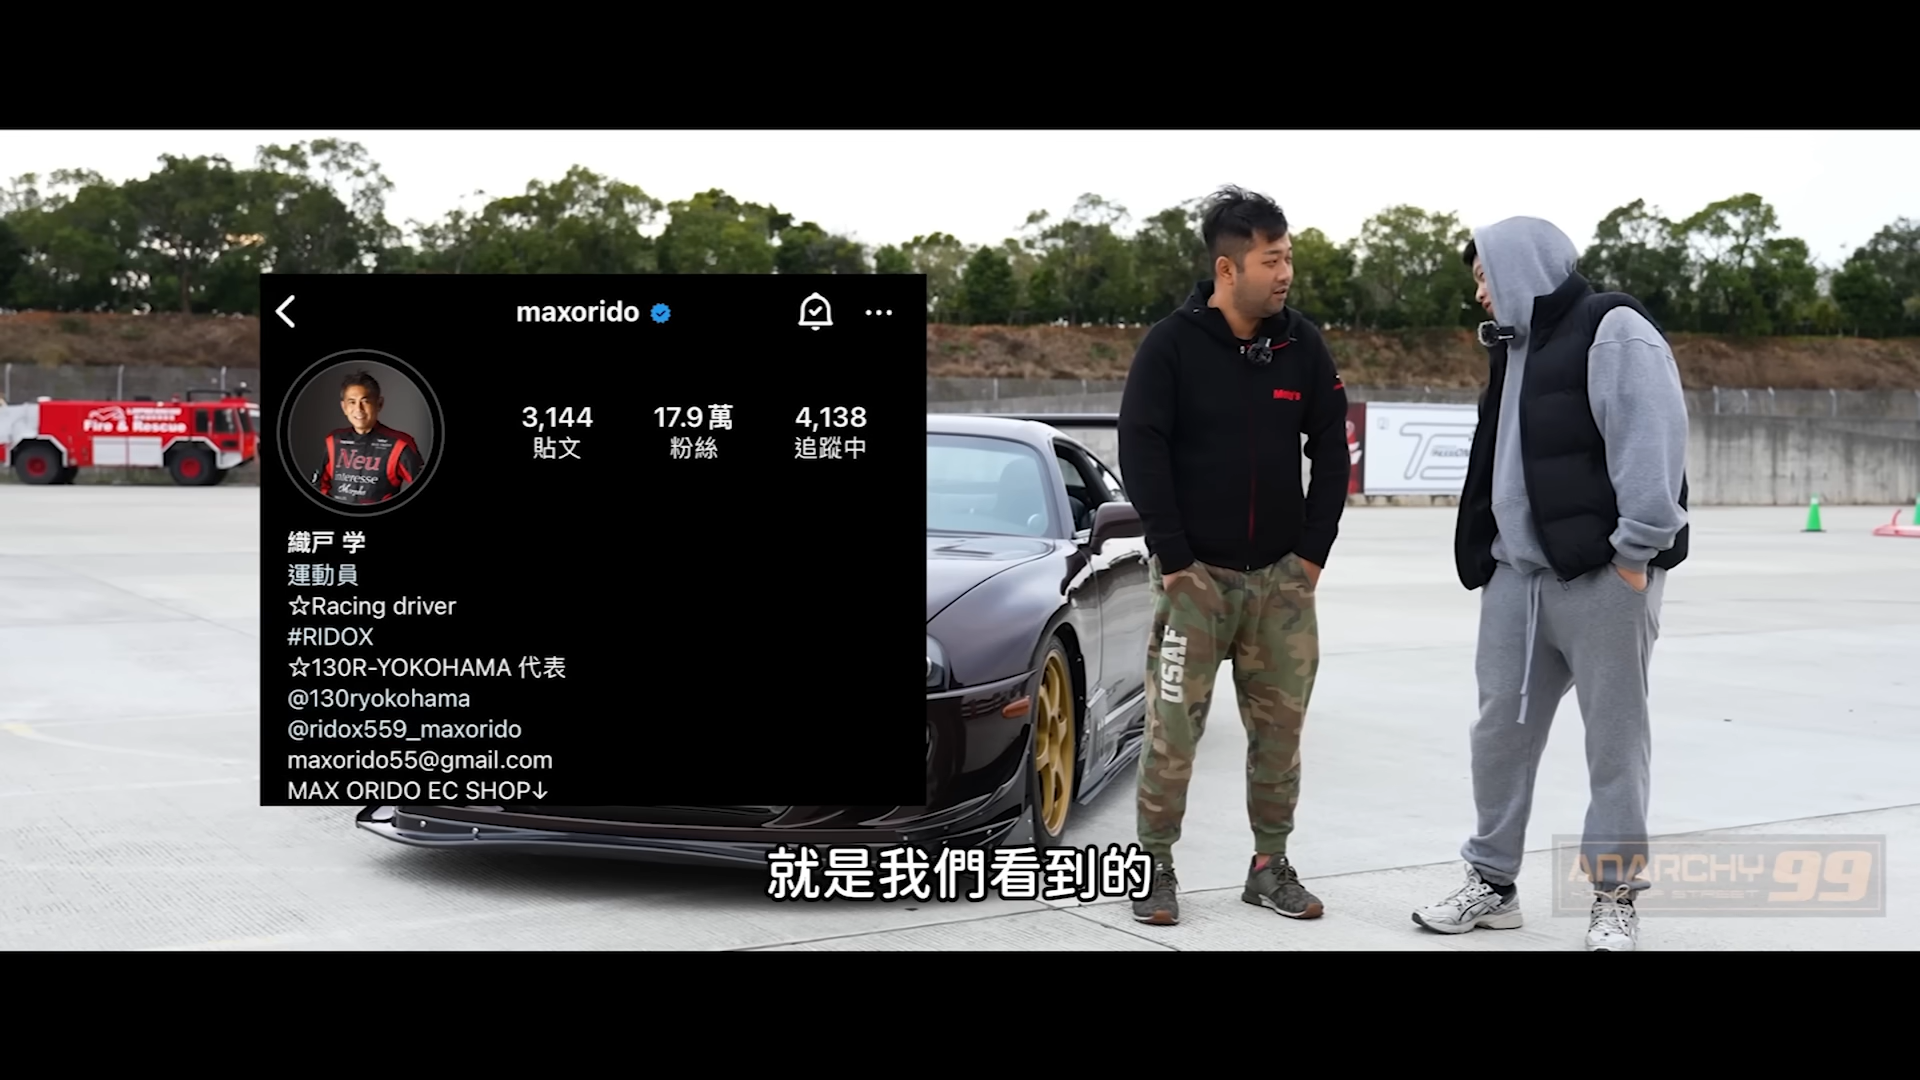 maxorido
3,144
貼文
17.9 萬
粉絲
4,138
追蹤中
Neu
interesse
織戸 学
運動員
☆Racing driver
#RIDOX
☆130R-YOKOHAMA 代表
@130ryokohama
@ridox559_maxorido
maxorido55@gmail.com
MAX ORIDO EC SHOP↓
Fire & Rescue
USAF
就是我們看到的
ANARCHY 99